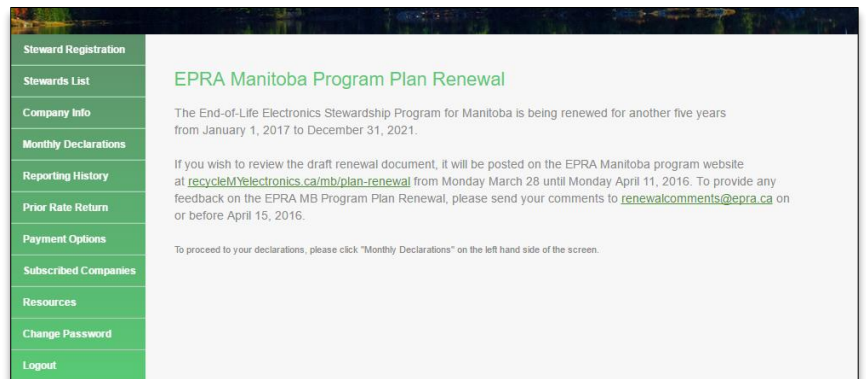 Steward Registration
Stewards List
Company Info
Monthly Declarations
Reporting History
Prior Rate Return
Payment Options
Subscribed Companies
Resources
Change Password
Logout
EPRA Manitoba Program Plan Renewal
The End-of-Life Electronics Stewardship Program for Manitoba is being renewed for another five years
from January 1, 2017 to December 31, 2021.
If you wish to review the draft renewal document, it will be posted on the EPRA Manitoba program website
at recycleMYelectronics.ca/mb/plan-renewal from Monday March 28 until Monday April 11, 2016. To provide any
feedback on the EPRA MB Program Plan Renewal, please send your comments to renewalcomments@epra.ca on
or before April 15, 2016.
To proceed to your declarations, please click "Monthly Declarations" on the left hand side of the screen.